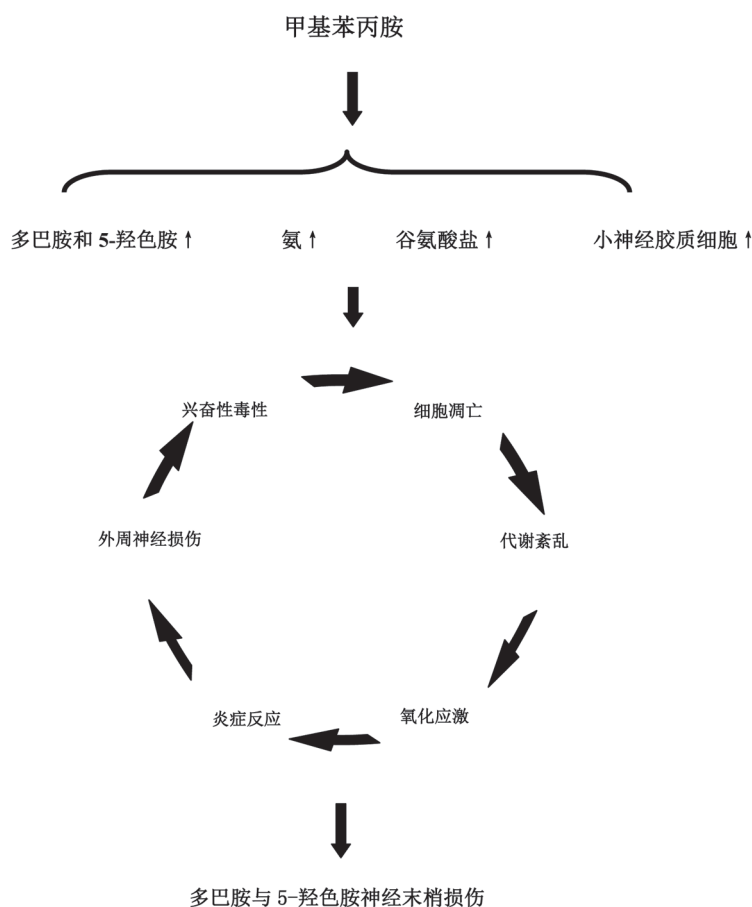 甲基苯丙胺
多巴胺和 5-羟色胺↑ 氨↑ 谷氨酸盐↑ 小神经胶质细胞↑
兴奋性毒性 细胞凋亡
外周神经损伤 代谢紊乱
炎症反应 氧化应激
多巴胺与 5-羟色胺神经末梢损伤